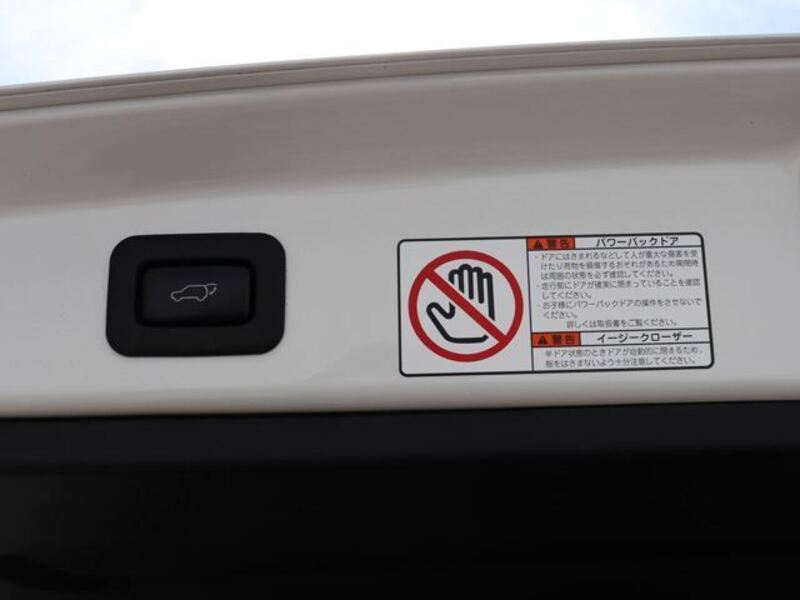 警告 パワーバックドア
・ドアにはさまれるなどして人が重大な傷害を受
けたり荷物を損傷するおそれがあるため開閉時
は周囲の状態を必ず確認してください。
・走行前にドアが確実に閉まっていることを確認
してください。
・お子様にパワーバックドアの操作をさせないで
ください。
詳しくは取扱書をご覧ください。
警告 イージークローザー
半ドア状態のときドアが自動的に閉まるため、
指をはさまないよう十分注意してください。